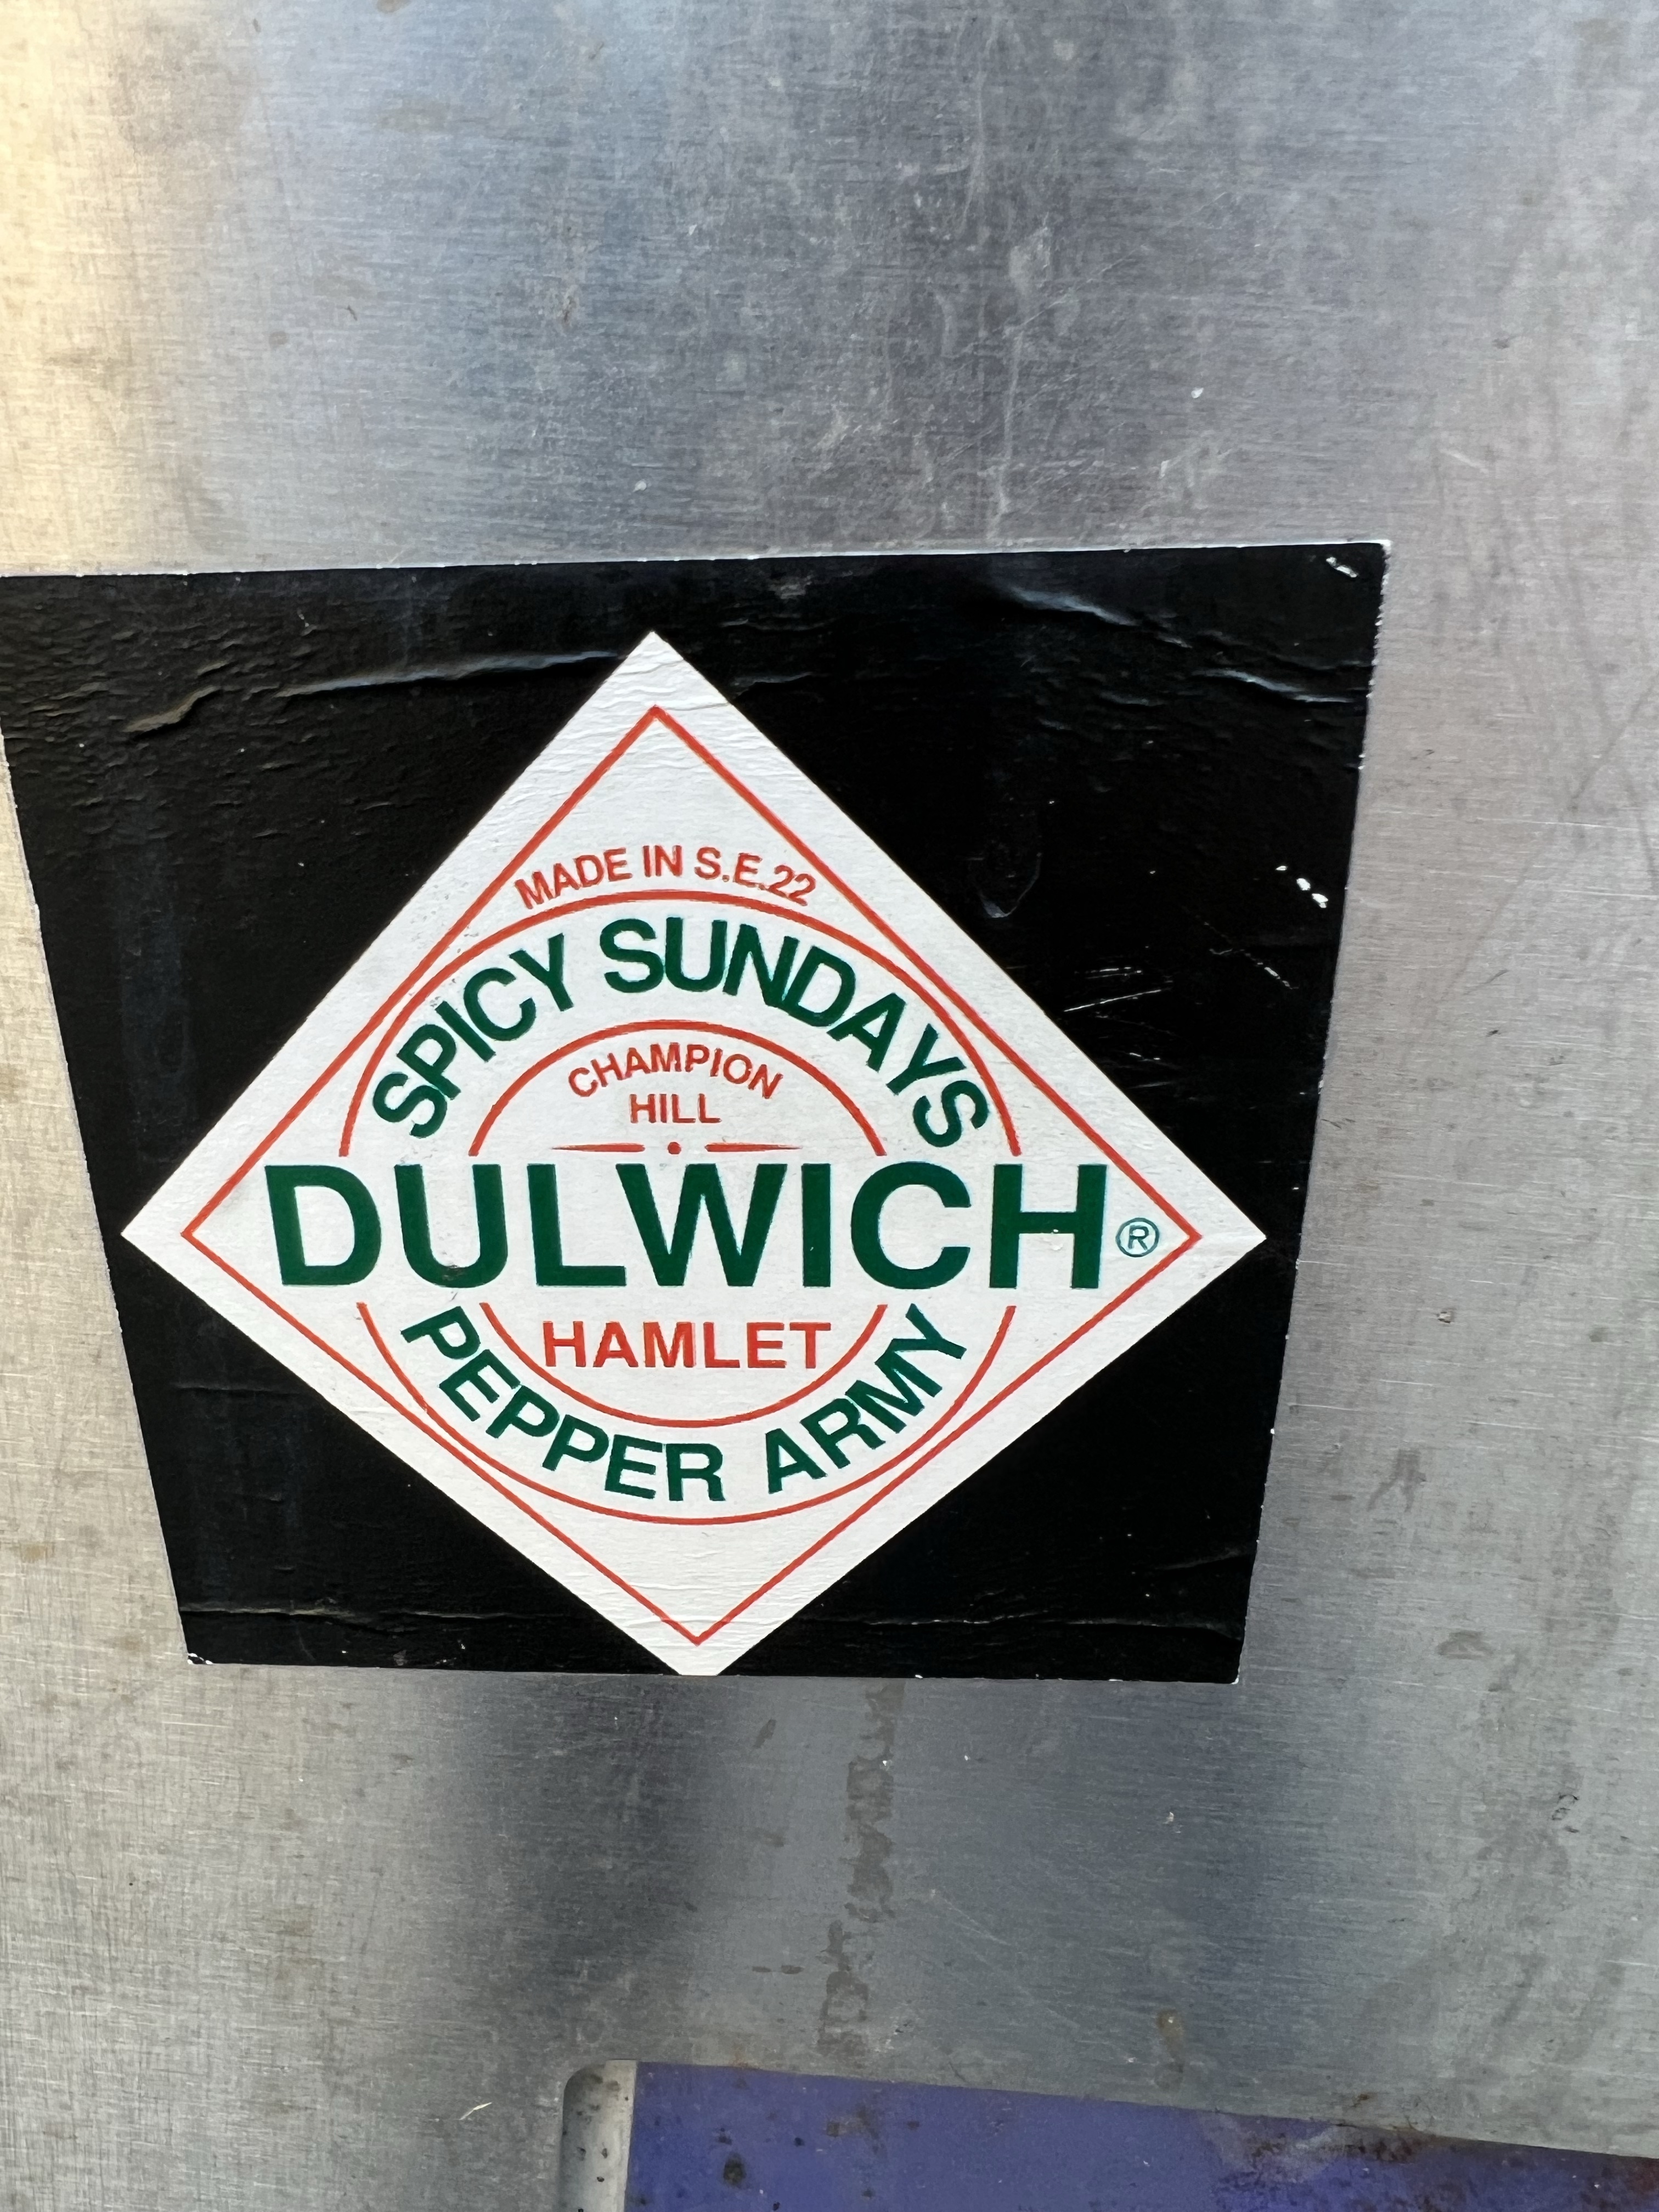 MADE IN S.E.22
SPICY SUNDAYS
CHAMPION
HILL
DULWICH®
HAMLET
PEPPER ARMY